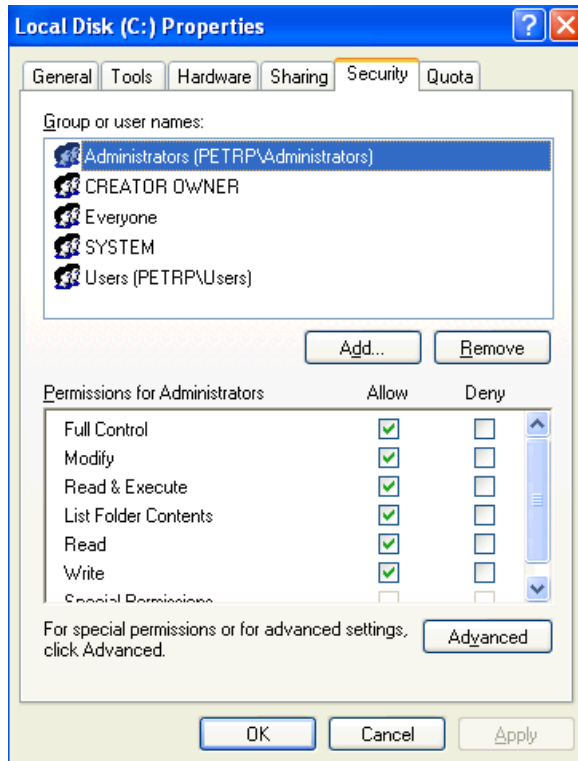 Local Disk (C:) Properties
General Tools Hardware Sharing Security Quota
Group or user names:
Administrators (PETRP\Administrators)
CREATOR OWNER
Everyone
SYSTEM
Users (PETRP\Users)
Add... Remove
Permissions for Administrators Allow Deny
Full Control
Modify
Read & Execute
List Folder Contents
Read
Write
Special Permissions
For special permissions or for advanced settings, Advanced
click Advanced.
OK Cancel Apply